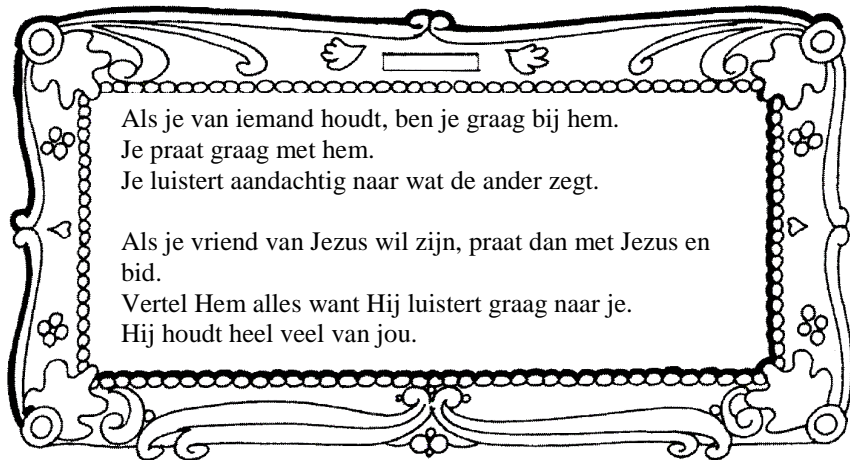 Als je van iemand houdt, ben je graag bij hem.
Je praat graag met hem.
Je luistert aandachtig naar wat de ander zegt.
Als je vriend van Jezus wil zijn, praat dan met Jezus en
bid.
Vertel Hem alles want Hij luistert graag naar je.
Hij houdt heel veel van jou.